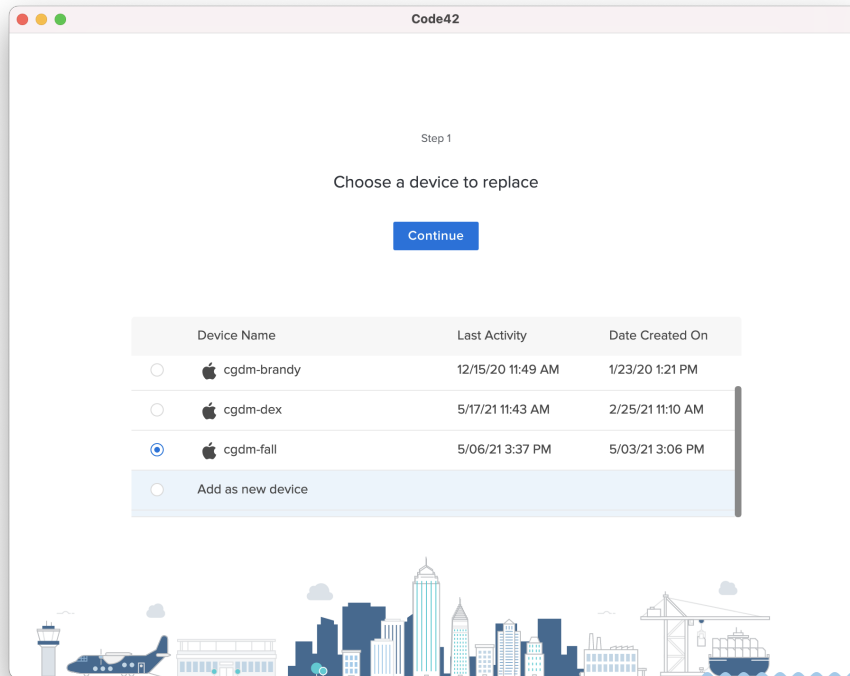 Code42
Step 1
Choose a device to replace
Continue
Device Name Last Activity Date Created On
cgdm-brandy 12/15/20 11:49 AM 1/23/20 1:21 PM
cgdm-dex 5/17/21 11:43 AM 2/25/21 11:10 AM
cgdm-fall 5/06/21 3:37 PM 5/03/21 3:06 PM
Add as new device